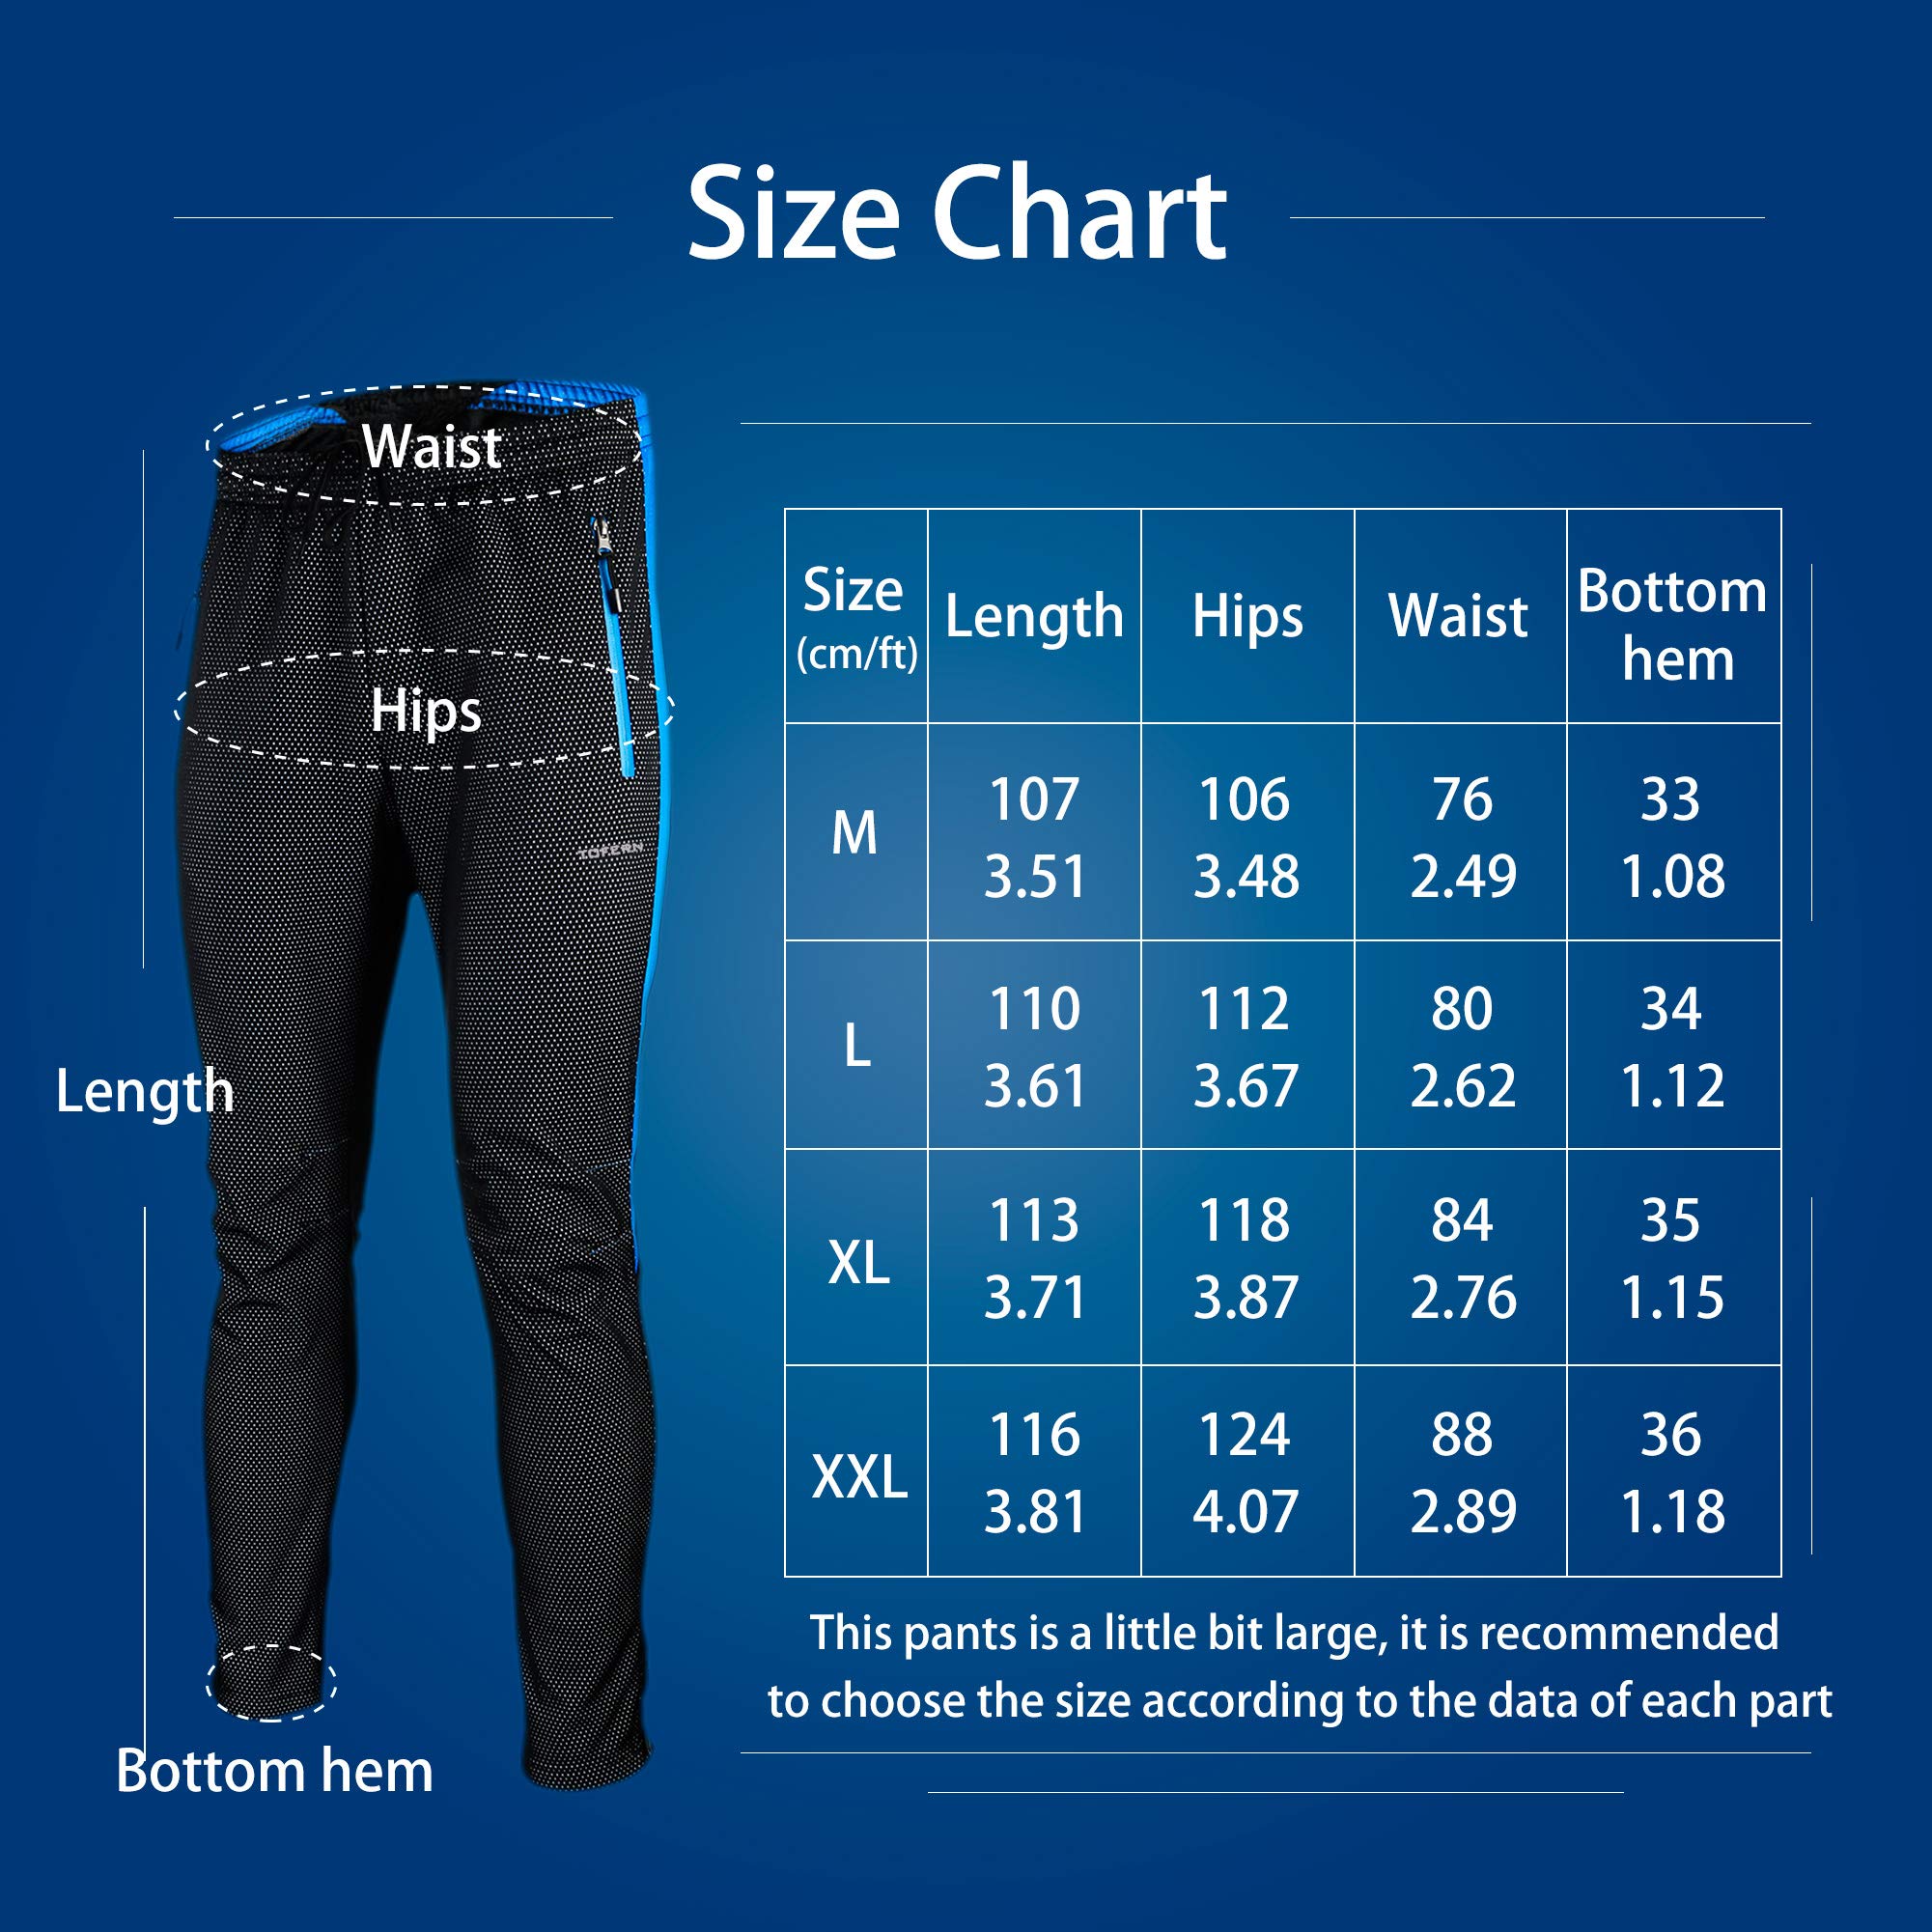 Size Chart
Waist
Hips
TOFERN
Length
Bottom hem
Size (cm/ft) Length Hips Waist Bottom hem
M 107 106 76 33
3.51 3.48 2.49 1.08
L 110 112 80 34
3.61 3.67 2.62 1.12
XL 113 118 84 35
3.71 3.87 2.76 1.15
XXL 116 124 88 36
3.81 4.07 2.89 1.18
This pants is a little bit large, it is recommended
to choose the size according to the data of each part